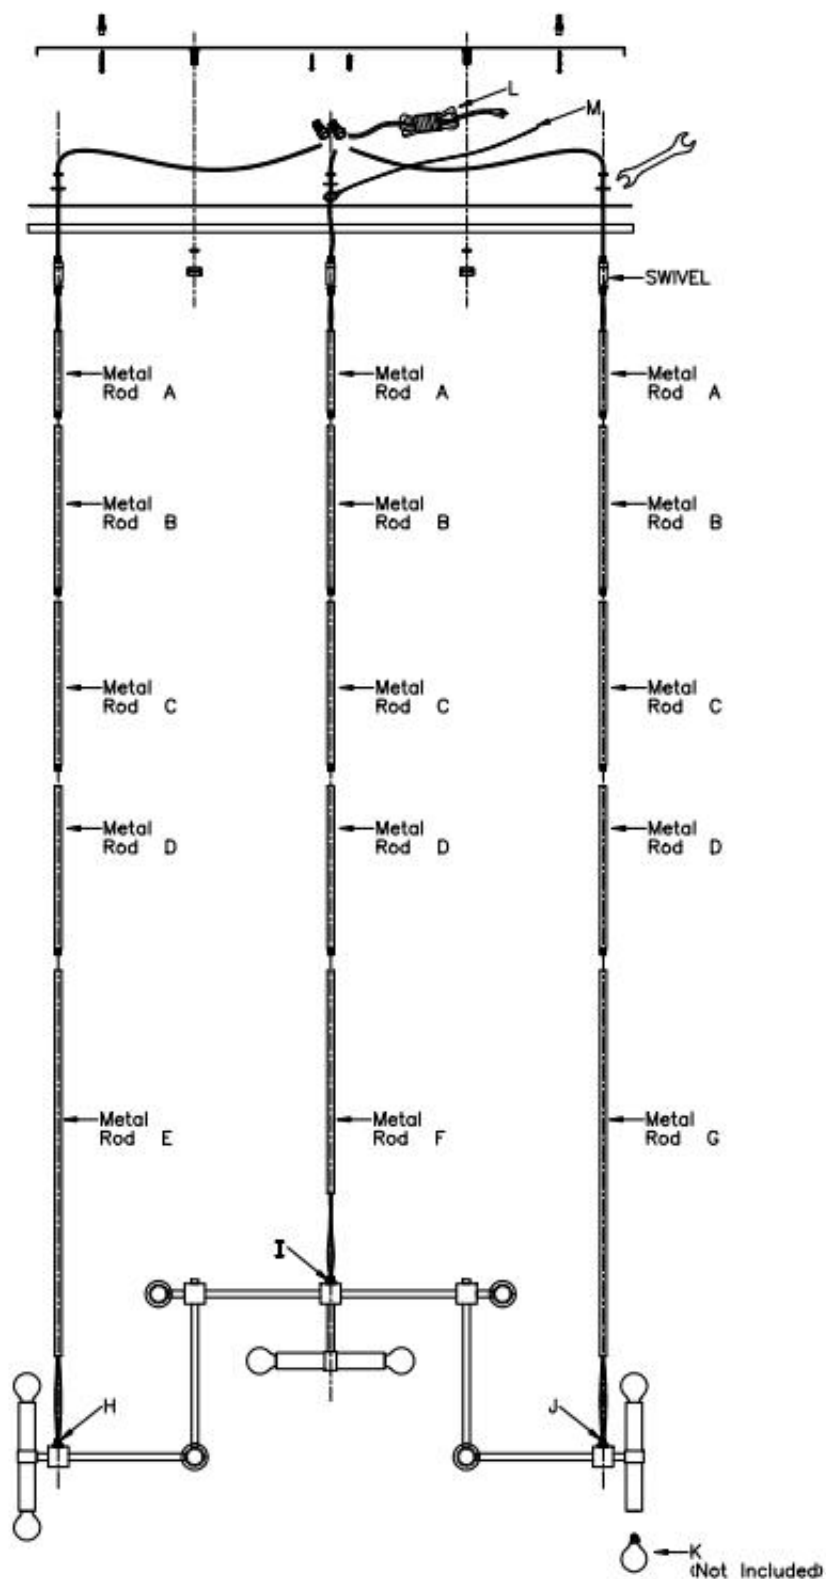 L
M
SWIVEL
Metal
Rod A
Metal
Rod A
Metal
Rod A
Metal
Rod B
Metal
Rod B
Metal
Rod B
Metal
Rod C
Metal
Rod C
Metal
Rod C
Metal
Rod D
Metal
Rod D
Metal
Rod D
Metal
Rod E
Metal
Rod F
Metal
Rod G
I
H
J
K
(Not Included)